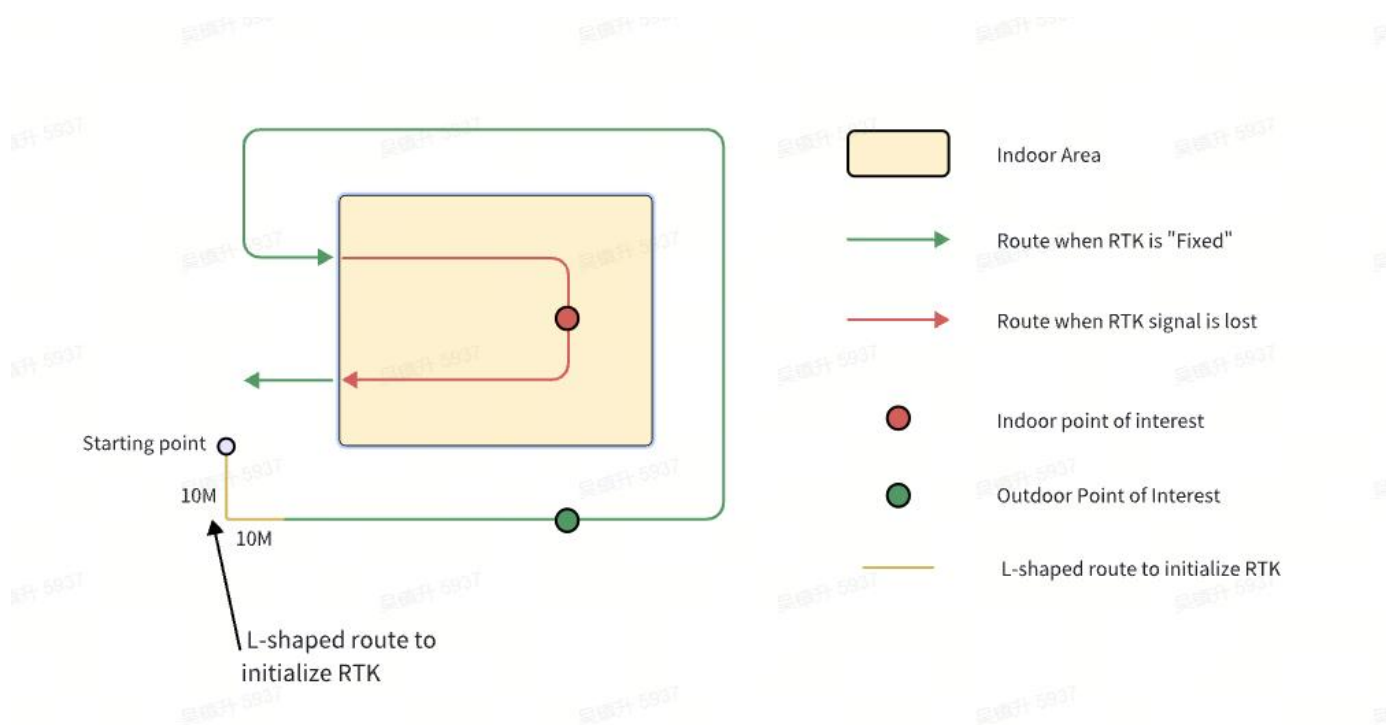 Indoor Area
Route when RTK is "Fixed"
Route when RTK signal is lost
Starting point
Indoor point of interest
10M
Outdoor Point of Interest
10M
L-shaped route to initialize RTK
L-shaped route to
initialize RTK